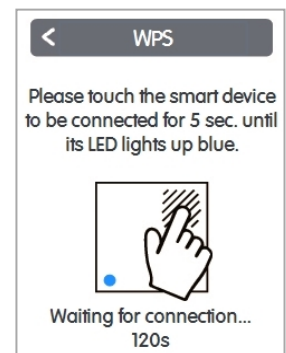 WPS
Please touch the smart device
to be connected for 5 sec. until
its LED lights up blue.
Waiting for connection...
120s